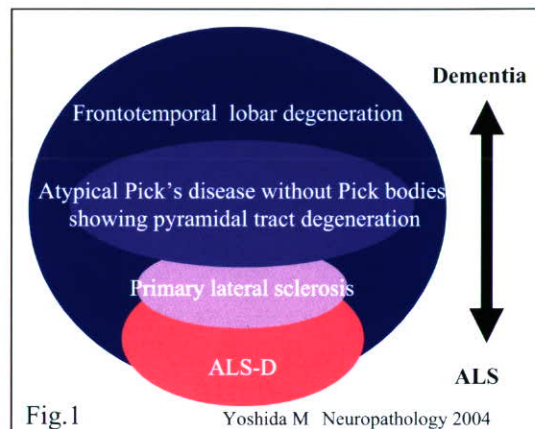 Dementia
Frontotemporal lobar degeneration
Atypical Pick's disease without Pick bodies
showing pyramidal tract degeneration
Primary lateral sclerosis
ALS-D
ALS
Fig.1
Yoshida M Neuropathology 2004